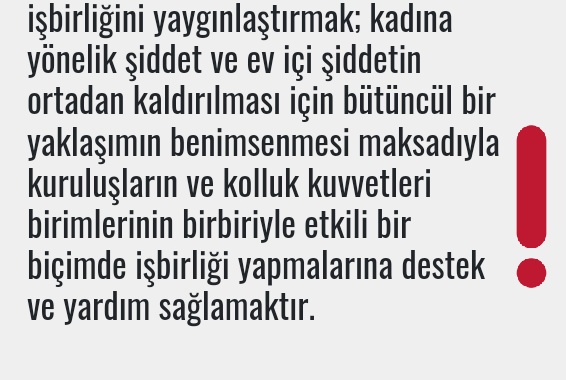 işbirliğini yaygınlaştırmak; kadına
yönelik şiddet ve ev içi şiddetin
ortadan kaldırılması için bütüncül bir
yaklaşımın benimsenmesi maksadıyla
kuruluşların ve kolluk kuvvetleri
birimlerinin birbiriyle etkili bir
biçimde işbirliği yapmalarına destek
ve yardım sağlamaktır.